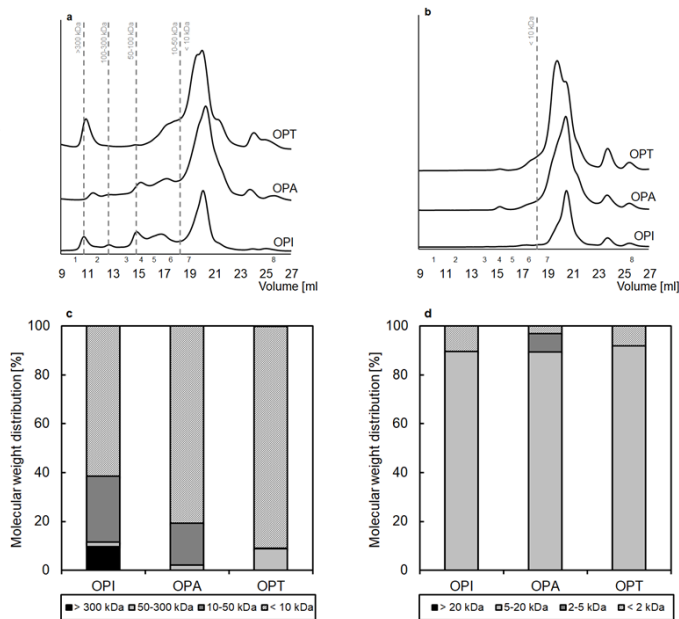 a
>300 kDa
100-300 kDa
50-100 kDa
10-50 kDa
< 10 kDa
OPT
OPA
OPI
1 2 3 4 5 6 7 8
9 11 13 15 17 19 21 23 25 27
Volume [ml]
b
< 10 kDa
OPT
OPA
OPI
1 2 3 4 5 6 7 8
9 11 13 15 17 19 21 23 25 27
Volume [ml]
c
Molecular weight distribution [%]
100
80
60
40
20
0
OPI OPA OPT
> 300 kDa 50-300 kDa 10-50 kDa < 10 kDa
d
Molecular weight distribution [%]
100
80
60
40
20
0
OPI OPA OPT
> 20 kDa 5-20 kDa 2-5 kDa < 2 kDa